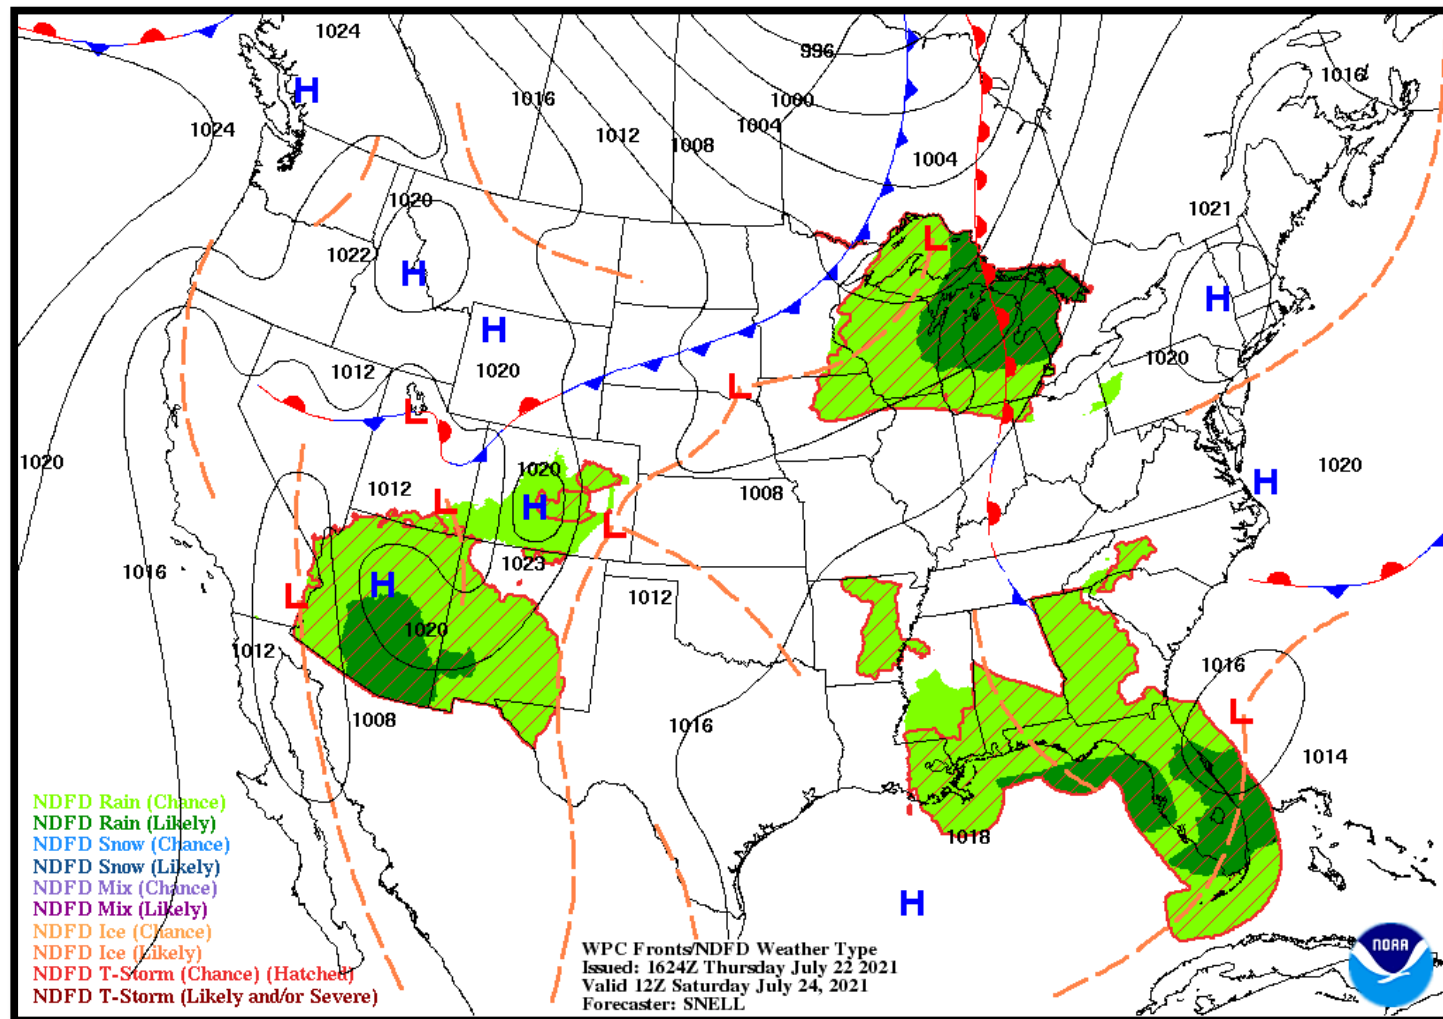 1024
996
1016
1016
1000
1024
1004
1012
1008
1004
1020
1021
1022
1012
1020
1020
1020
1020
1020
1012
1008
1023
1016
1012
1020
1012
1016
1008
1016
1014
1018
H
H
H
H
L
L
L
H
L
H
L
H
L
L
H
NDFD Rain (Chance)
NDFD Rain (Likely)
NDFD Snow (Chance)
NDFD Snow (Likely)
NDFD Mix (Chance)
NDFD Mix (Likely)
NDFD Ice (Chance)
NDFD Ice (Likely)
NDFD T-Storm (Chance) (Hatched)
NDFD T-Storm (Likely and/or Severe)
WPC Fronts/NDFD Weather Type
Issued: 1624Z Thursday July 22 2021
Valid 12Z Saturday July 24, 2021
Forecaster: SNELL
NOAA